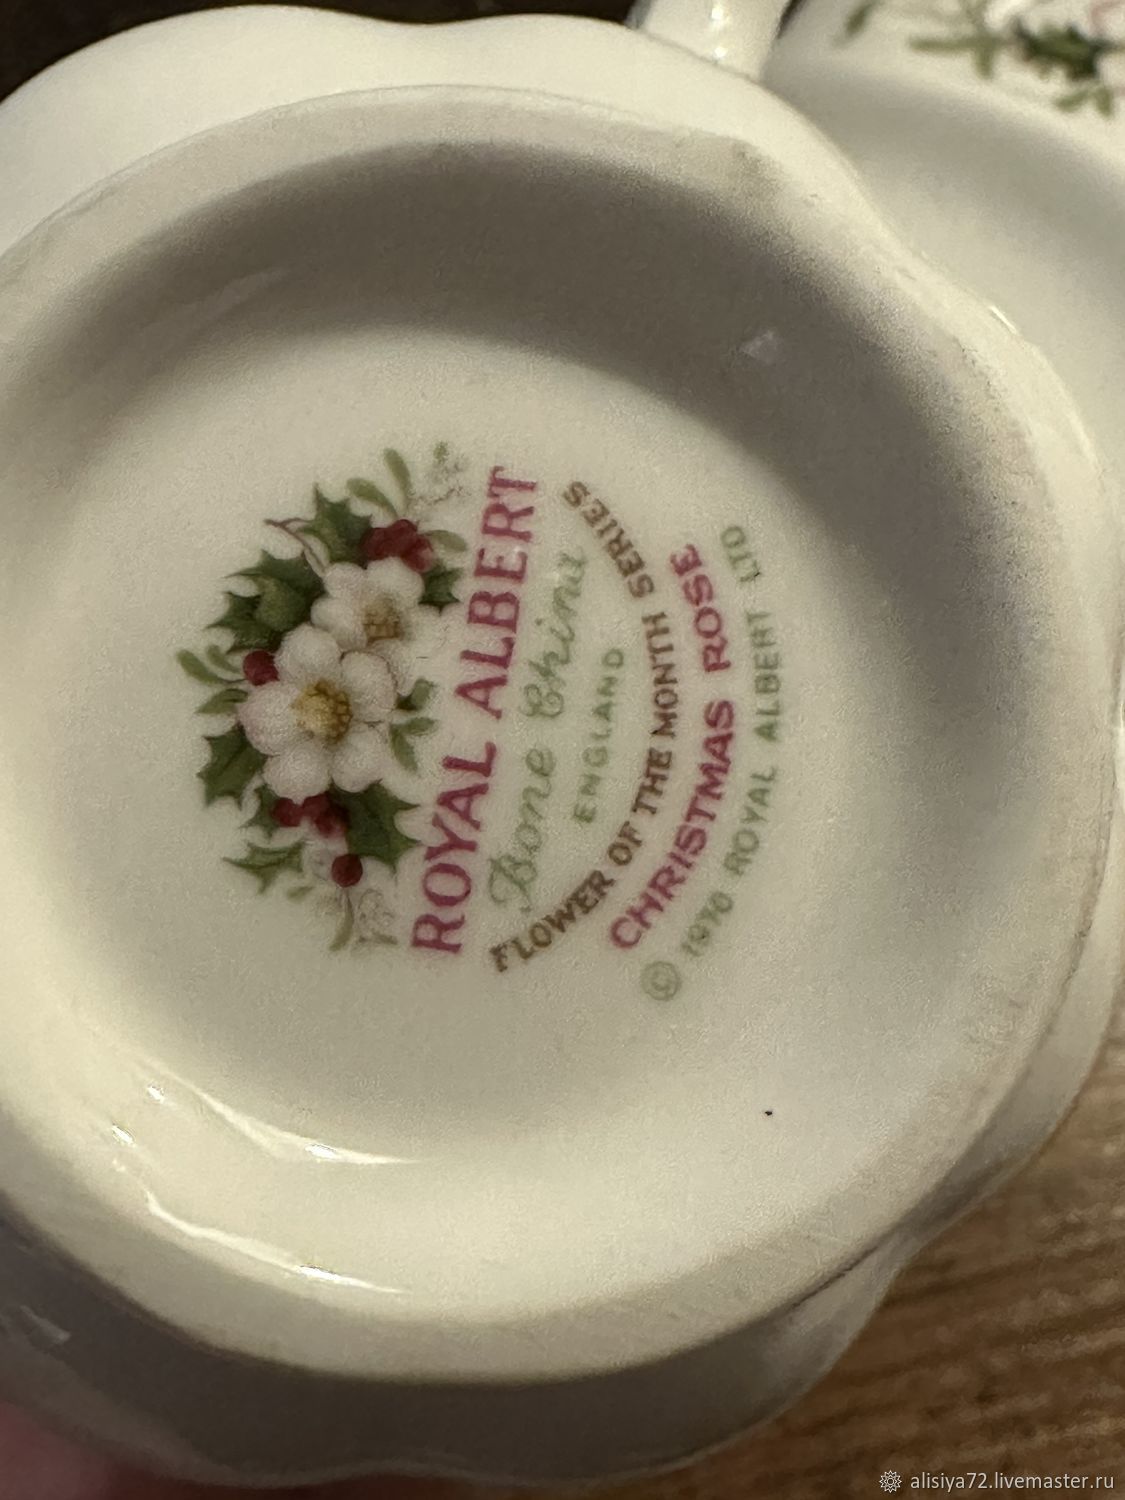 ROYAL ALBERT
Bone China
ENGLAND
FLOWER OF THE MONTH SERIES
CHRISTMAS ROSE
© 1970 ROYAL ALBERT LTD
alisiya72.livemaster.ru